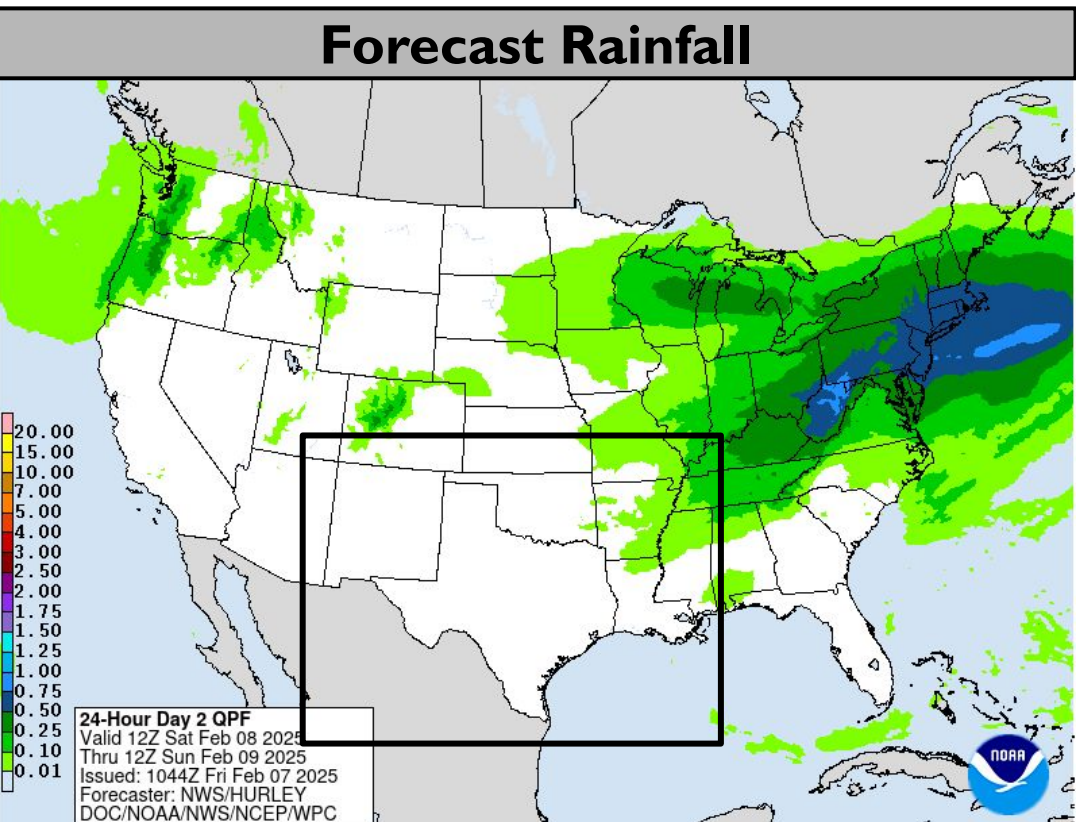 Forecast Rainfall
20.00
15.00
10.00
7.00
5.00
4.00
3.00
2.50
2.00
1.75
1.50
1.25
1.00
0.75
0.50
0.25
0.10
0.01
24-Hour Day 2 QPF
Valid 12Z Sat Feb 08 2025
Thru 12Z Sun Feb 09 2025
Issued: 1044Z Fri Feb 07 2025
Forecaster: NWS/HURLEY
DOC/NOAA/NWS/NCEP/WPC
NOAA